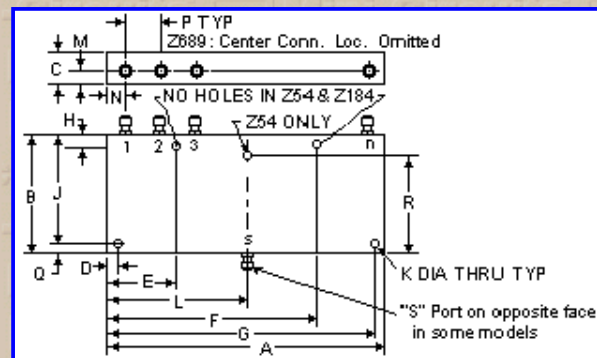 P TYP
Z689: Center Conn. Loc. Omitted
M
C
N
NO HOLES IN Z54 & Z184
H
Z54 ONLY
1 2 3 n
B
J
R
S
Q
D
E
K DIA THRU TYP
L
"S" Port on opposite face
in some models
F
G
A